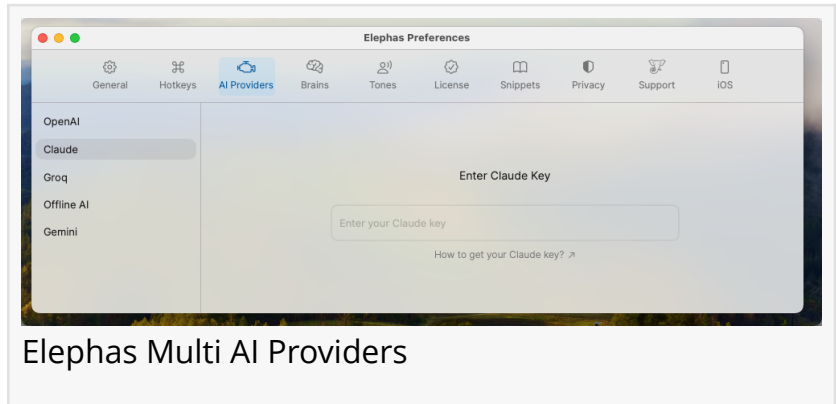 Elephas Preferences
General Hotkeys AI Providers Brains Tones License Snippets Privacy Support iOS
OpenAI
Claude
Groq
Offline AI
Gemini
Enter Claude Key
Enter your Claude key
How to get your Claude key? ↗
Elephas Multi AI Providers